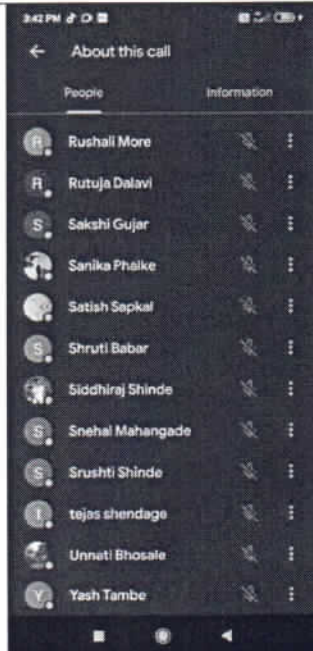 3:42 PM
← About this call
People Information
R Rushali More
R Rutuja Dalavi
S Sakshi Gujar
Sanika Phalke
Satish Sapkal
S Shruti Babar
Siddhiraj Shinde
S Snehal Mahangade
S Srushti Shinde
tejas shendage
Unnati Bhosale
Y Yash Tambe